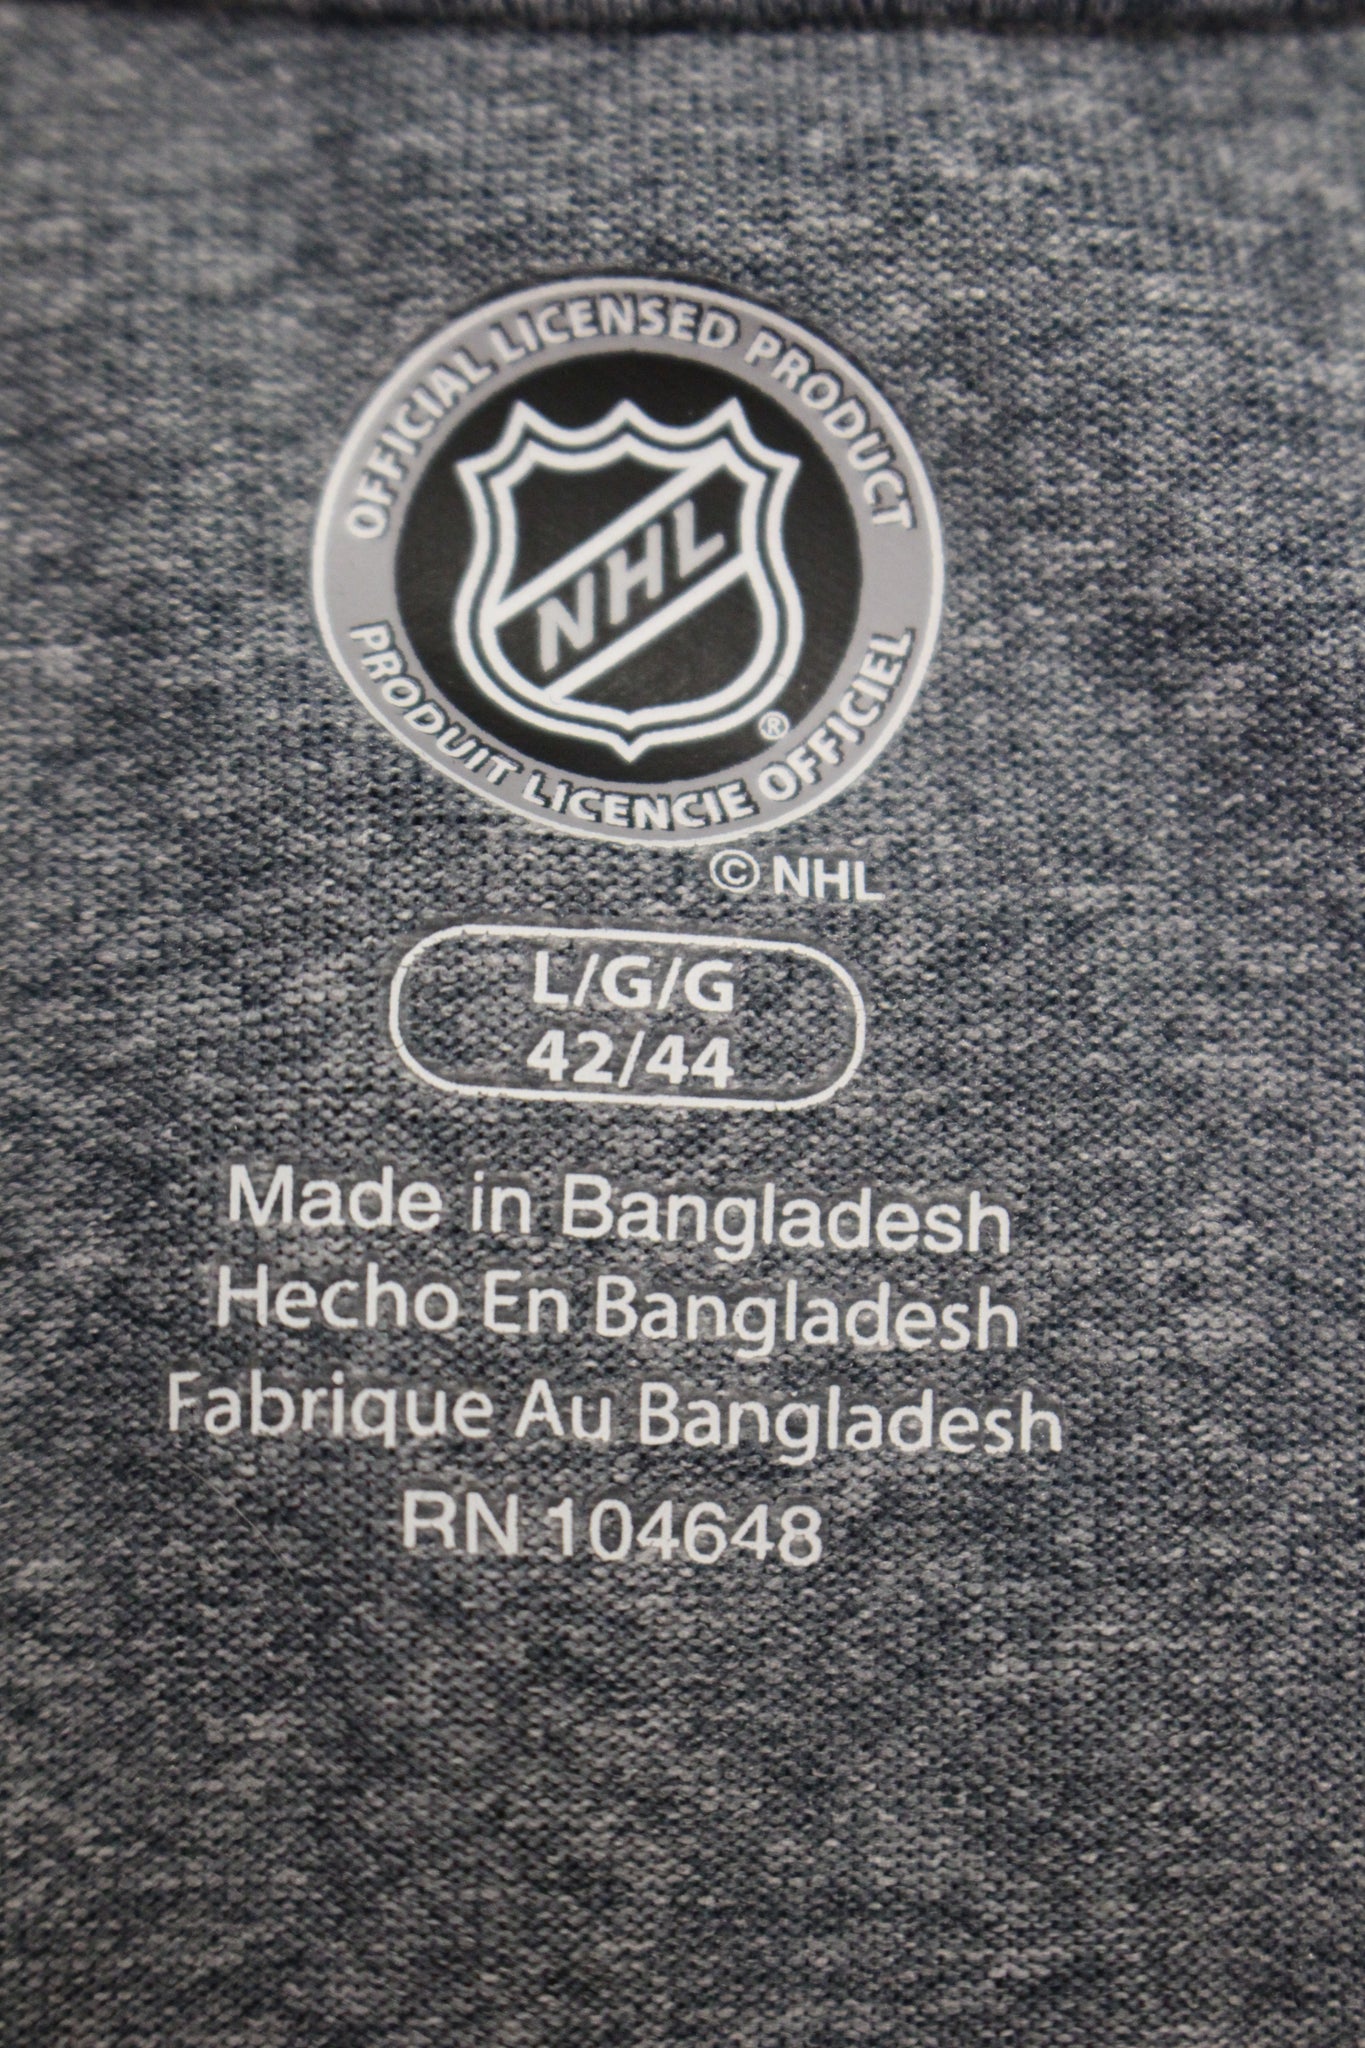 OFFICIAL LICENSED PRODUCT
NHL
®
PRODUIT LICENCIE OFFICIEL
© NHL
L/G/G
42/44
Made in Bangladesh
Hecho En Bangladesh
Fabrique Au Bangladesh
RN 104648